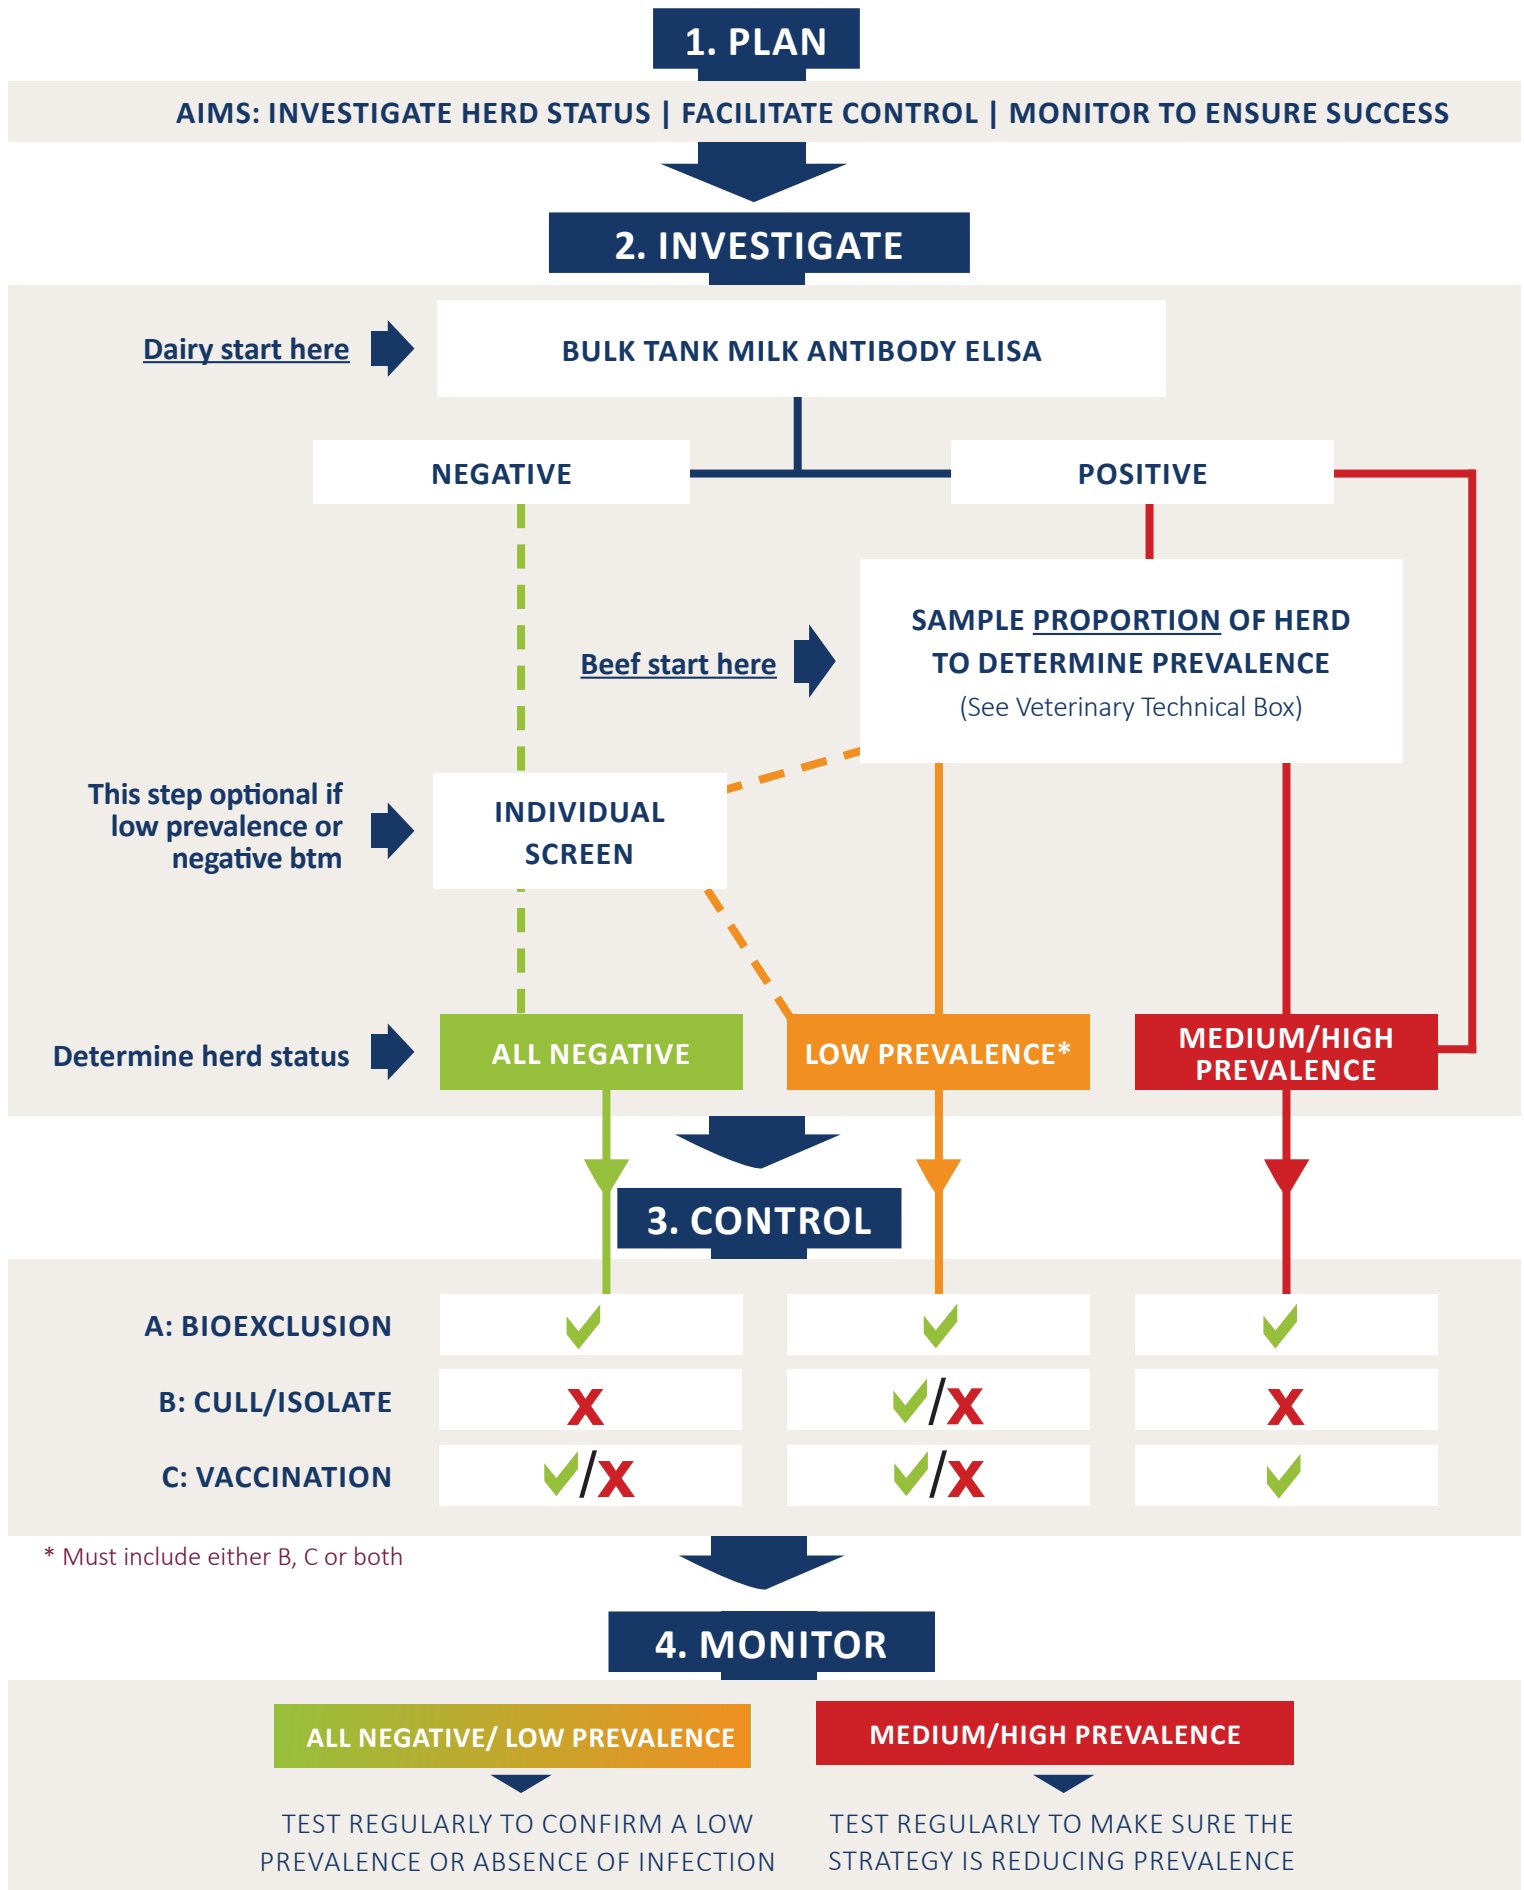 1. PLAN
AIMS: INVESTIGATE HERD STATUS | FACILITATE CONTROL | MONITOR TO ENSURE SUCCESS
2. INVESTIGATE
Dairy start here
BULK TANK MILK ANTIBODY ELISA
NEGATIVE
POSITIVE
SAMPLE PROPORTION OF HERD
TO DETERMINE PREVALENCE
(See Veterinary Technical Box)
Beef start here
This step optional if
low prevalence or
negative btm
INDIVIDUAL
SCREEN
Determine herd status
ALL NEGATIVE
LOW PREVALENCE*
MEDIUM/HIGH
PREVALENCE
3. CONTROL
A: BIOEXCLUSION
✓
✓
✓
B: CULL/ISOLATE
X
✓/X
X
C: VACCINATION
✓/X
✓/X
✓
* Must include either B, C or both
4. MONITOR
ALL NEGATIVE/ LOW PREVALENCE
TEST REGULARLY TO CONFIRM A LOW
PREVALENCE OR ABSENCE OF INFECTION
MEDIUM/HIGH PREVALENCE
TEST REGULARLY TO MAKE SURE THE
STRATEGY IS REDUCING PREVALENCE